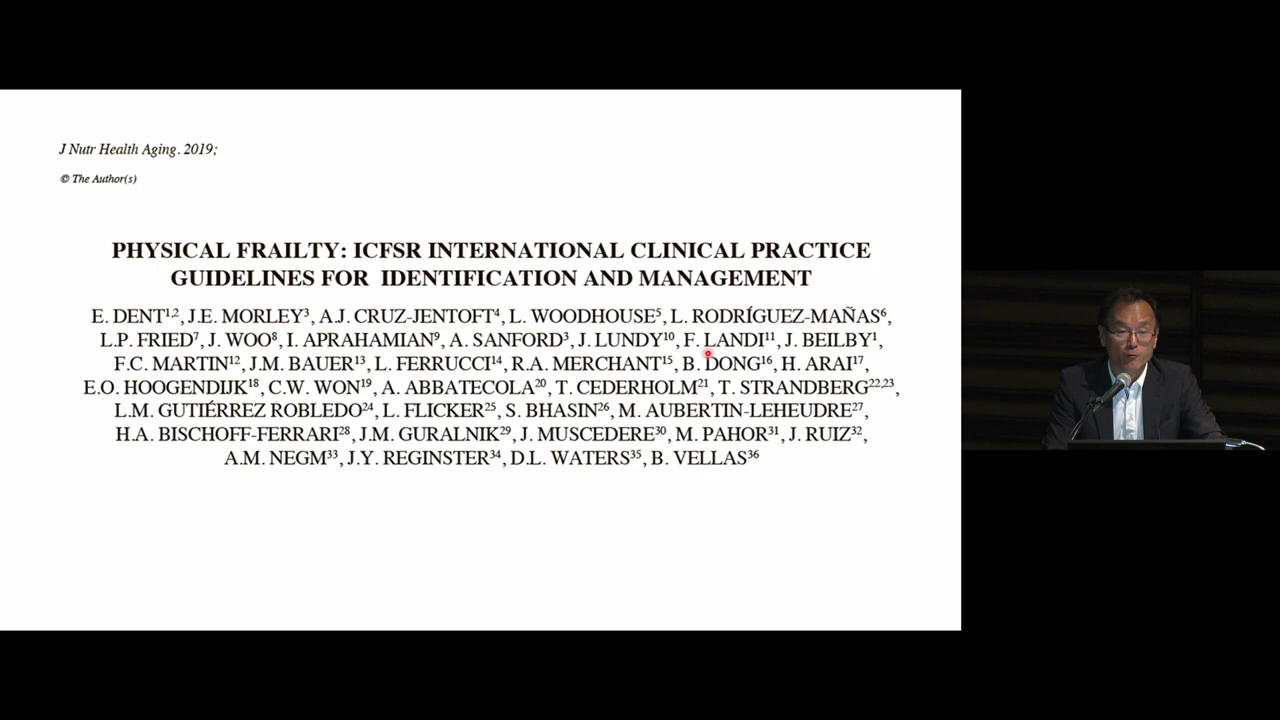 J Nutr Health Aging. 2019;
© The Author(s)
PHYSICAL FRAILTY: ICFSR INTERNATIONAL CLINICAL PRACTICE
GUIDELINES FOR IDENTIFICATION AND MANAGEMENT
E. DENT¹,², J.E. MORLEY³, A.J. CRUZ-JENTOFT⁴, L. WOODHOUSE⁵, L. RODRÍGUEZ-MAÑAS⁶,
L.P. FRIED⁷, J. WOO⁸, I. APRAHAMIAN⁹, A. SANFORD³, J. LUNDY¹⁰, F. LANDI¹¹, J. BEILBY¹,
F.C. MARTIN¹², J.M. BAUER¹³, L. FERRUCCI¹⁴, R.A. MERCHANT¹⁵, B. DONG¹⁶, H. ARAI¹⁷,
E.O. HOOGENDIJK¹⁸, C.W. WON¹⁹, A. ABBATECOLA²⁰, T. CEDERHOLM²¹, T. STRANDBERG²²,²³,
L.M. GUTIÉRREZ ROBLEDO²⁴, L. FLICKER²⁵, S. BHASIN²⁶, M. AUBERTIN-LEHEUDRE²⁷,
H.A. BISCHOFF-FERRARI²⁸, J.M. GURALNIK²⁹, J. MUSCEDERE³⁰, M. PAHOR³¹, J. RUIZ³²,
A.M. NEGM³³, J.Y. REGINSTER³⁴, D.L. WATERS³⁵, B. VELLAS³⁶